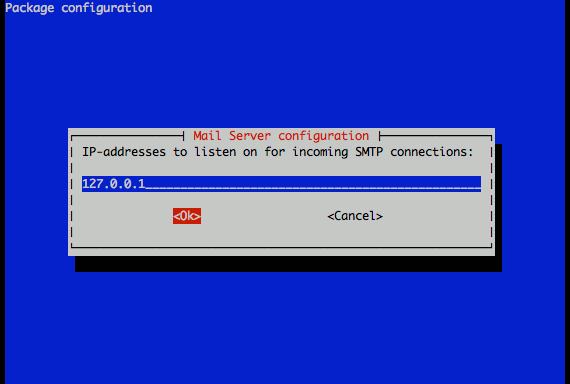 Package configuration
Mail Server configuration
IP-addresses to listen on for incoming SMTP connections:
127.0.0.1
<Ok> <Cancel>